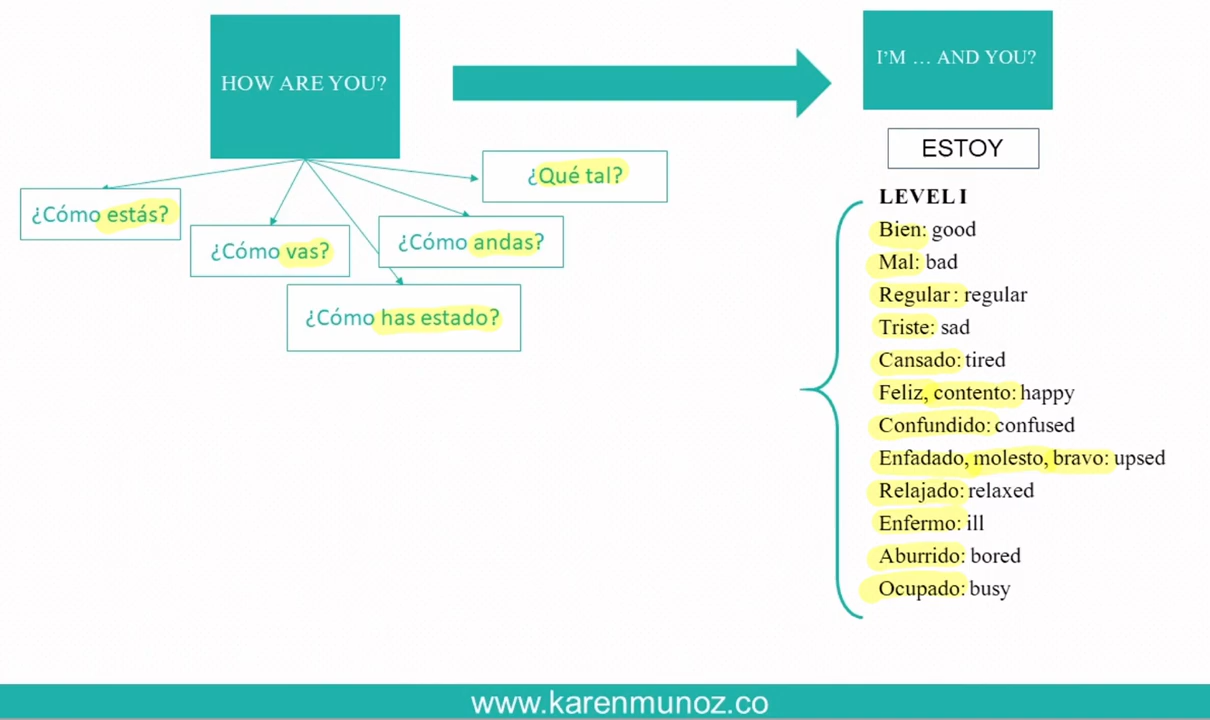 HOW ARE YOU?
I'M ... AND YOU?
¿Qué tal?
¿Cómo estás?
¿Cómo vas?
¿Cómo andas?
¿Cómo has estado?
ESTOY
LEVEL I
Bien: good
Mal: bad
Regular : regular
Triste: sad
Cansado: tired
Feliz, contento: happy
Confundido: confused
Enfadado, molesto, bravo: upsed
Relajado: relaxed
Enfermo: ill
Aburrido: bored
Ocupado: busy
www.karenmunoz.co